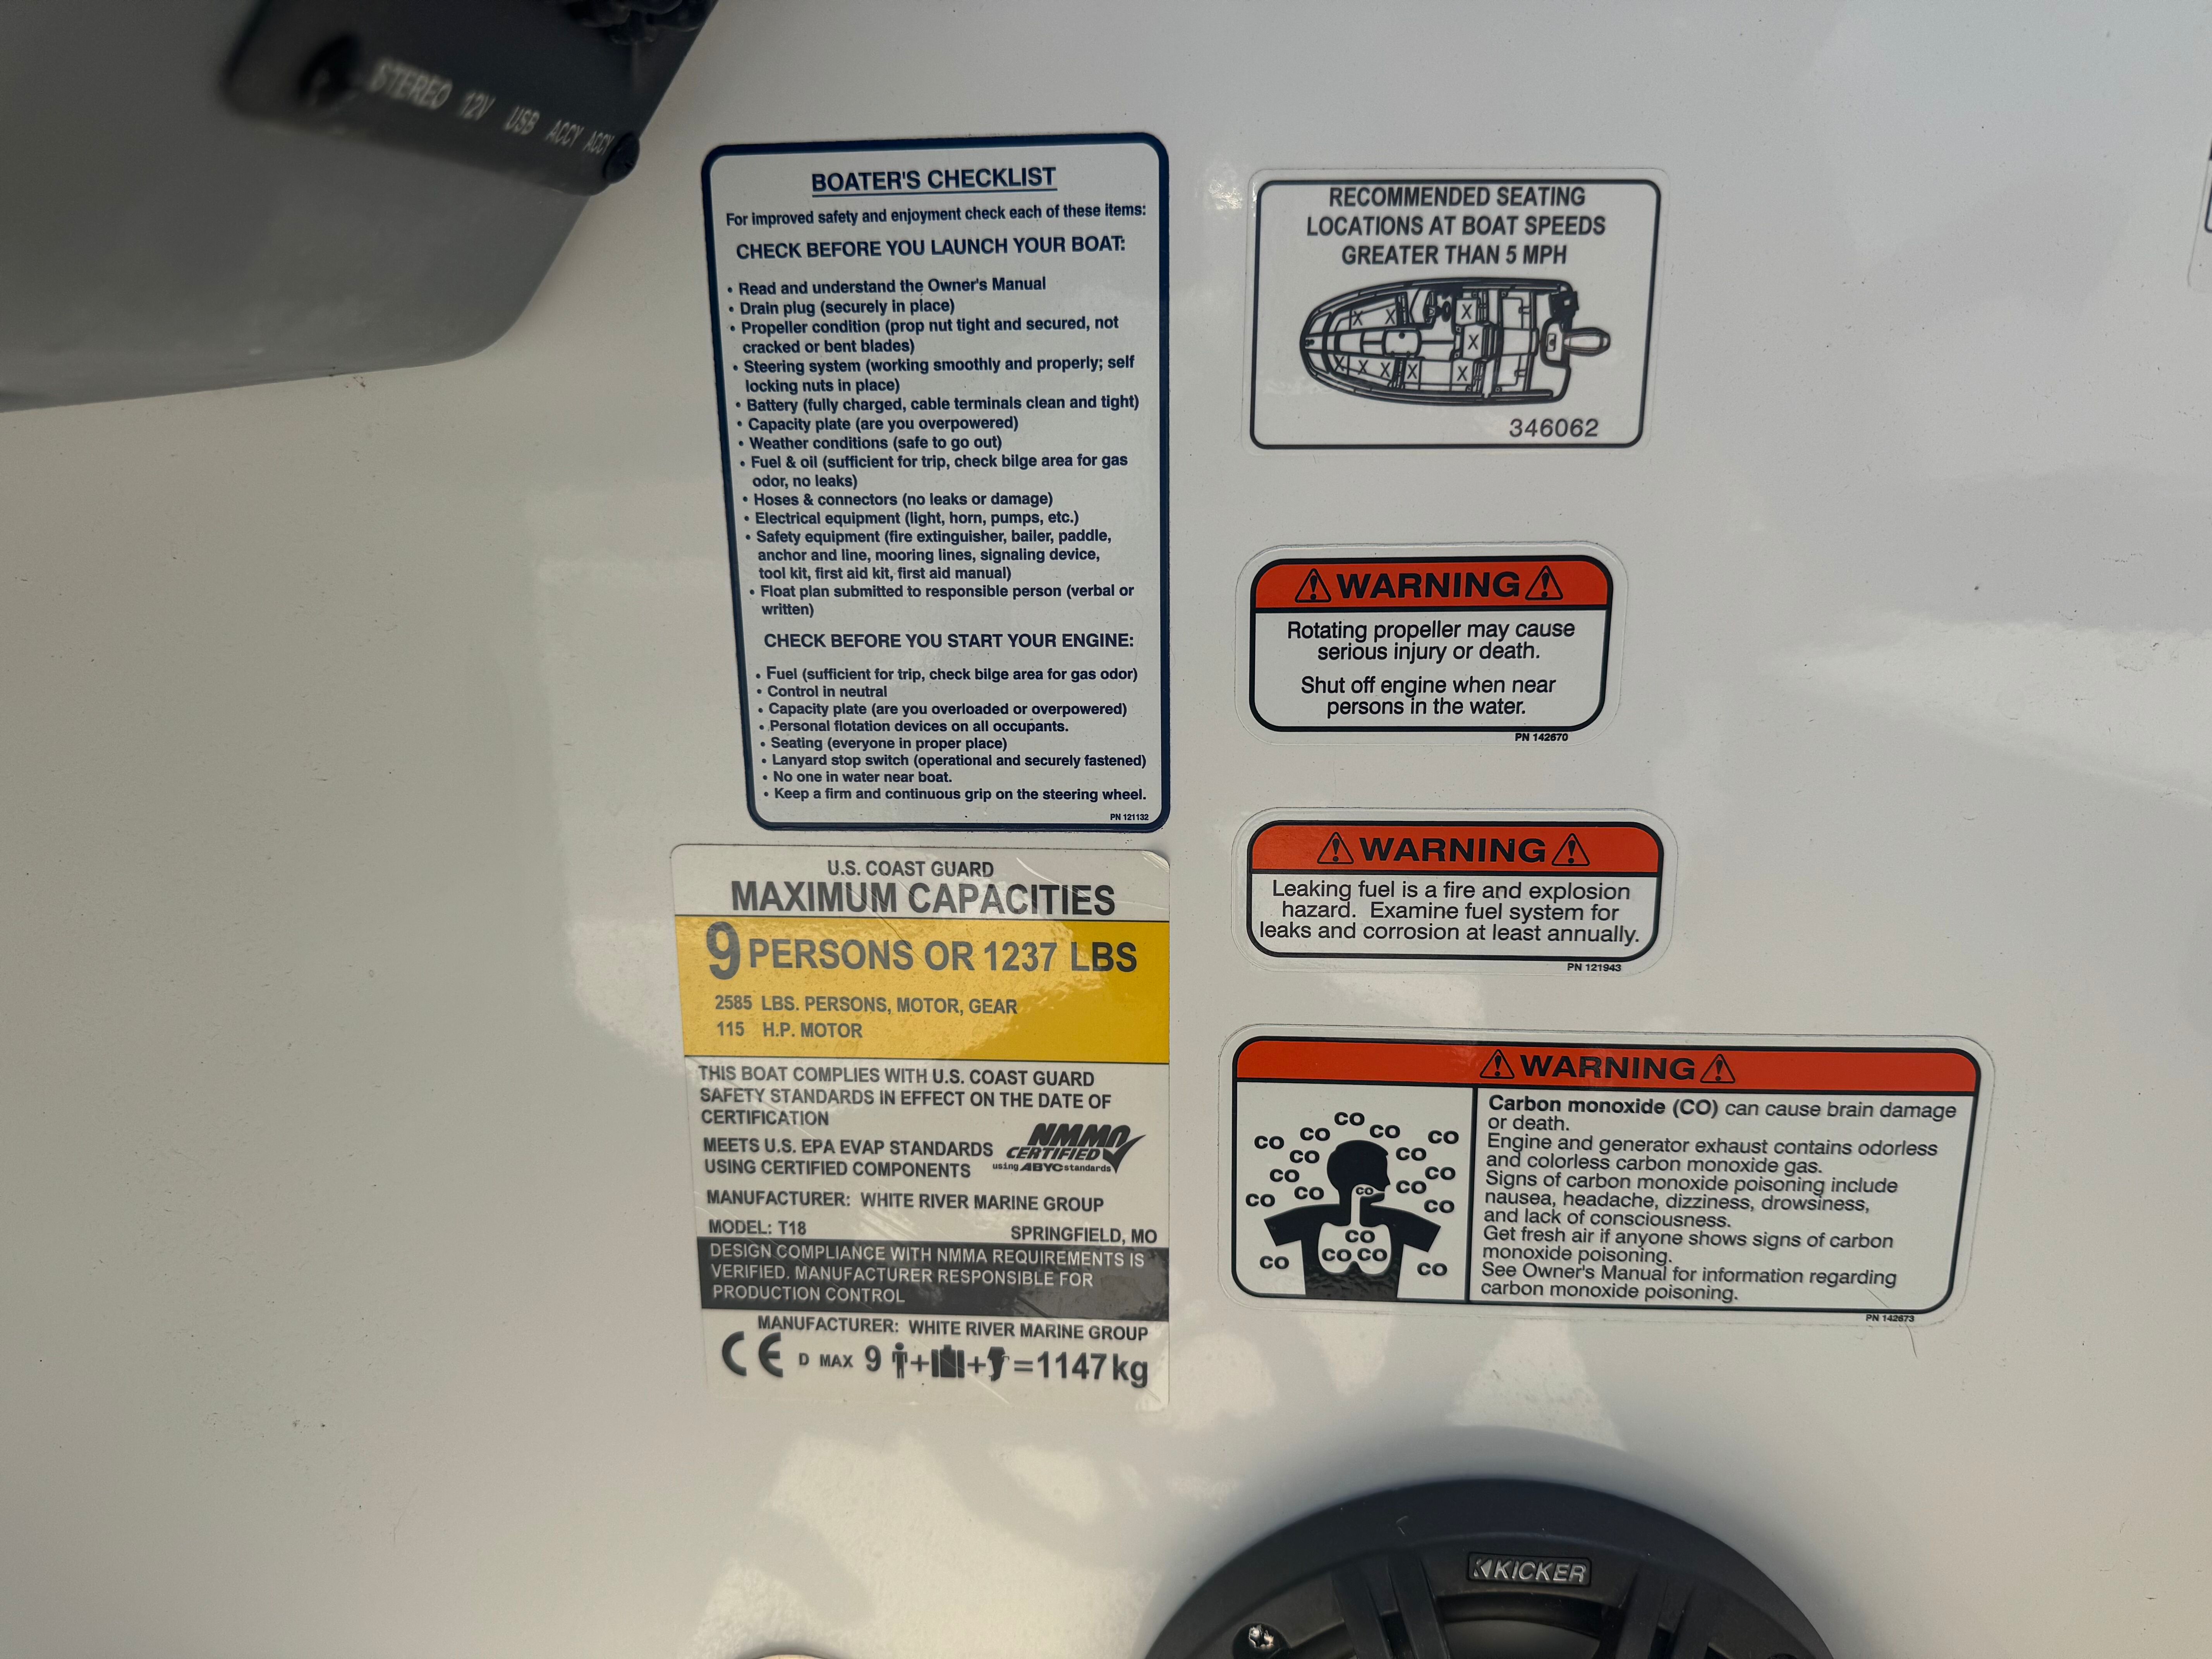 STEREO 12V USB ACCY ACCY
BOATER'S CHECKLIST
For improved safety and enjoyment check each of these items:
CHECK BEFORE YOU LAUNCH YOUR BOAT:
• Read and understand the Owner's Manual
• Drain plug (securely in place)
• Propeller condition (prop nut tight and secured, not
cracked or bent blades)
• Steering system (working smoothly and properly; self
locking nuts in place)
• Battery (fully charged, cable terminals clean and tight)
• Capacity plate (are you overpowered)
• Weather conditions (safe to go out)
• Fuel & oil (sufficient for trip, check bilge area for gas
odor, no leaks)
• Hoses & connectors (no leaks or damage)
• Electrical equipment (light, horn, pumps, etc.)
• Safety equipment (fire extinguisher, bailer, paddle,
anchor and line, mooring lines, signaling device,
tool kit, first aid kit, first aid manual)
• Float plan submitted to responsible person (verbal or
written)
CHECK BEFORE YOU START YOUR ENGINE:
• Fuel (sufficient for trip, check bilge area for gas odor)
• Control in neutral
• Capacity plate (are you overloaded or overpowered)
• Personal flotation devices on all occupants.
• Seating (everyone in proper place)
• Lanyard stop switch (operational and securely fastened)
• No one in water near boat.
• Keep a firm and continuous grip on the steering wheel.
PN 121132
U.S. COAST GUARD
MAXIMUM CAPACITIES
9 PERSONS OR 1237 LBS
2585 LBS. PERSONS, MOTOR, GEAR
115 H.P. MOTOR
THIS BOAT COMPLIES WITH U.S. COAST GUARD
SAFETY STANDARDS IN EFFECT ON THE DATE OF
CERTIFICATION
MEETS U.S. EPA EVAP STANDARDS
USING CERTIFIED COMPONENTS
NMMA
CERTIFIED
using ABYC standards
MANUFACTURER: WHITE RIVER MARINE GROUP
MODEL: T18 SPRINGFIELD, MO
DESIGN COMPLIANCE WITH NMMA REQUIREMENTS IS
VERIFIED. MANUFACTURER RESPONSIBLE FOR
PRODUCTION CONTROL
MANUFACTURER: WHITE RIVER MARINE GROUP
CE D MAX 9 + + =1147kg
RECOMMENDED SEATING
LOCATIONS AT BOAT SPEEDS
GREATER THAN 5 MPH
X X X
X
X X X X X
346062
WARNING
Rotating propeller may cause
serious injury or death.
Shut off engine when near
persons in the water.
PN 142670
WARNING
Leaking fuel is a fire and explosion
hazard. Examine fuel system for
leaks and corrosion at least annually.
PN 121943
WARNING
CO CO CO CO CO
CO CO
CO CO
CO CO CO CO
CO
CO
CO CO
CO CO
Carbon monoxide (CO) can cause brain damage
or death.
Engine and generator exhaust contains odorless
and colorless carbon monoxide gas.
Signs of carbon monoxide poisoning include
nausea, headache, dizziness, drowsiness,
and lack of consciousness.
Get fresh air if anyone shows signs of carbon
monoxide poisoning.
See Owner's Manual for information regarding
carbon monoxide poisoning.
PN 142673
KICKER